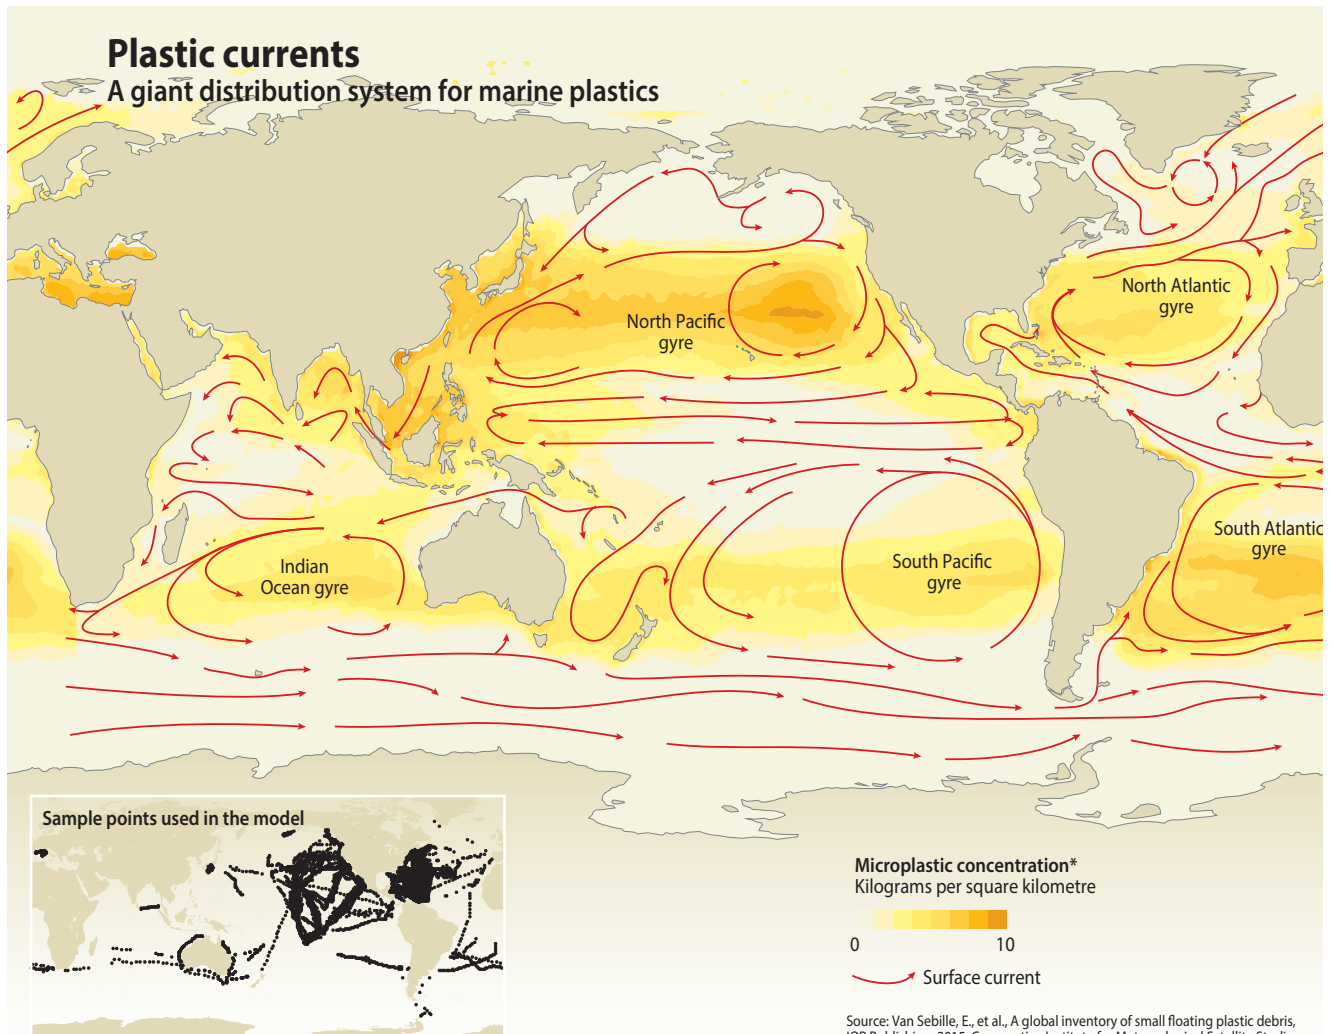 Plastic currents
A giant distribution system for marine plastics
North Pacific
gyre
North Atlantic
gyre
Indian
Ocean gyre
South Pacific
gyre
South Atlantic
gyre
Sample points used in the model
Microplastic concentration*
Kilograms per square kilometre
0 10
Surface current
Source: Van Sebille, E., et al., A global inventory of small floating plastic debris,